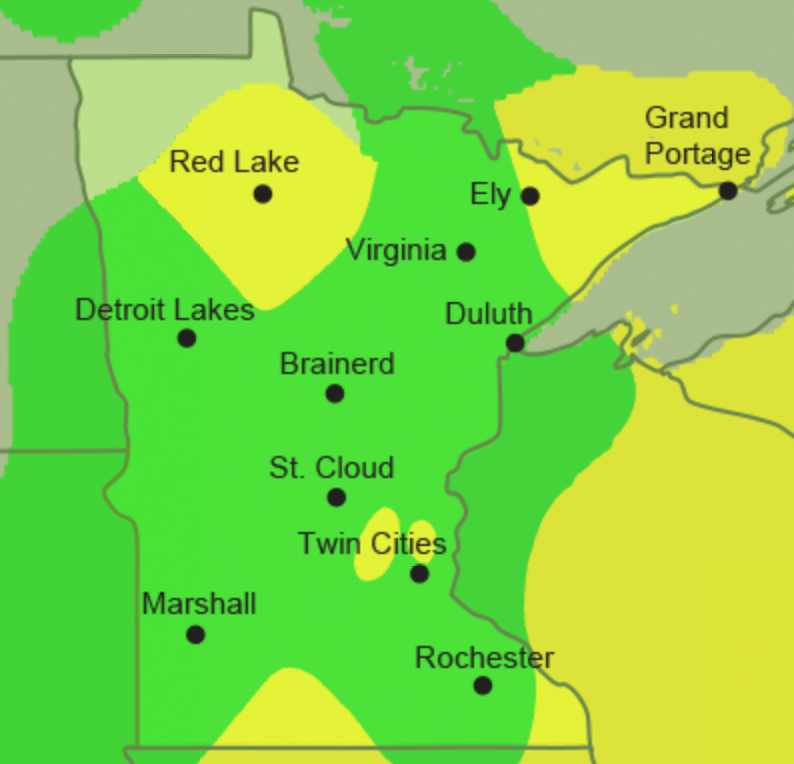 Grand
Portage
Red Lake
Ely
Virginia
Detroit Lakes
Duluth
Brainerd
St. Cloud
Twin Cities
Marshall
Rochester